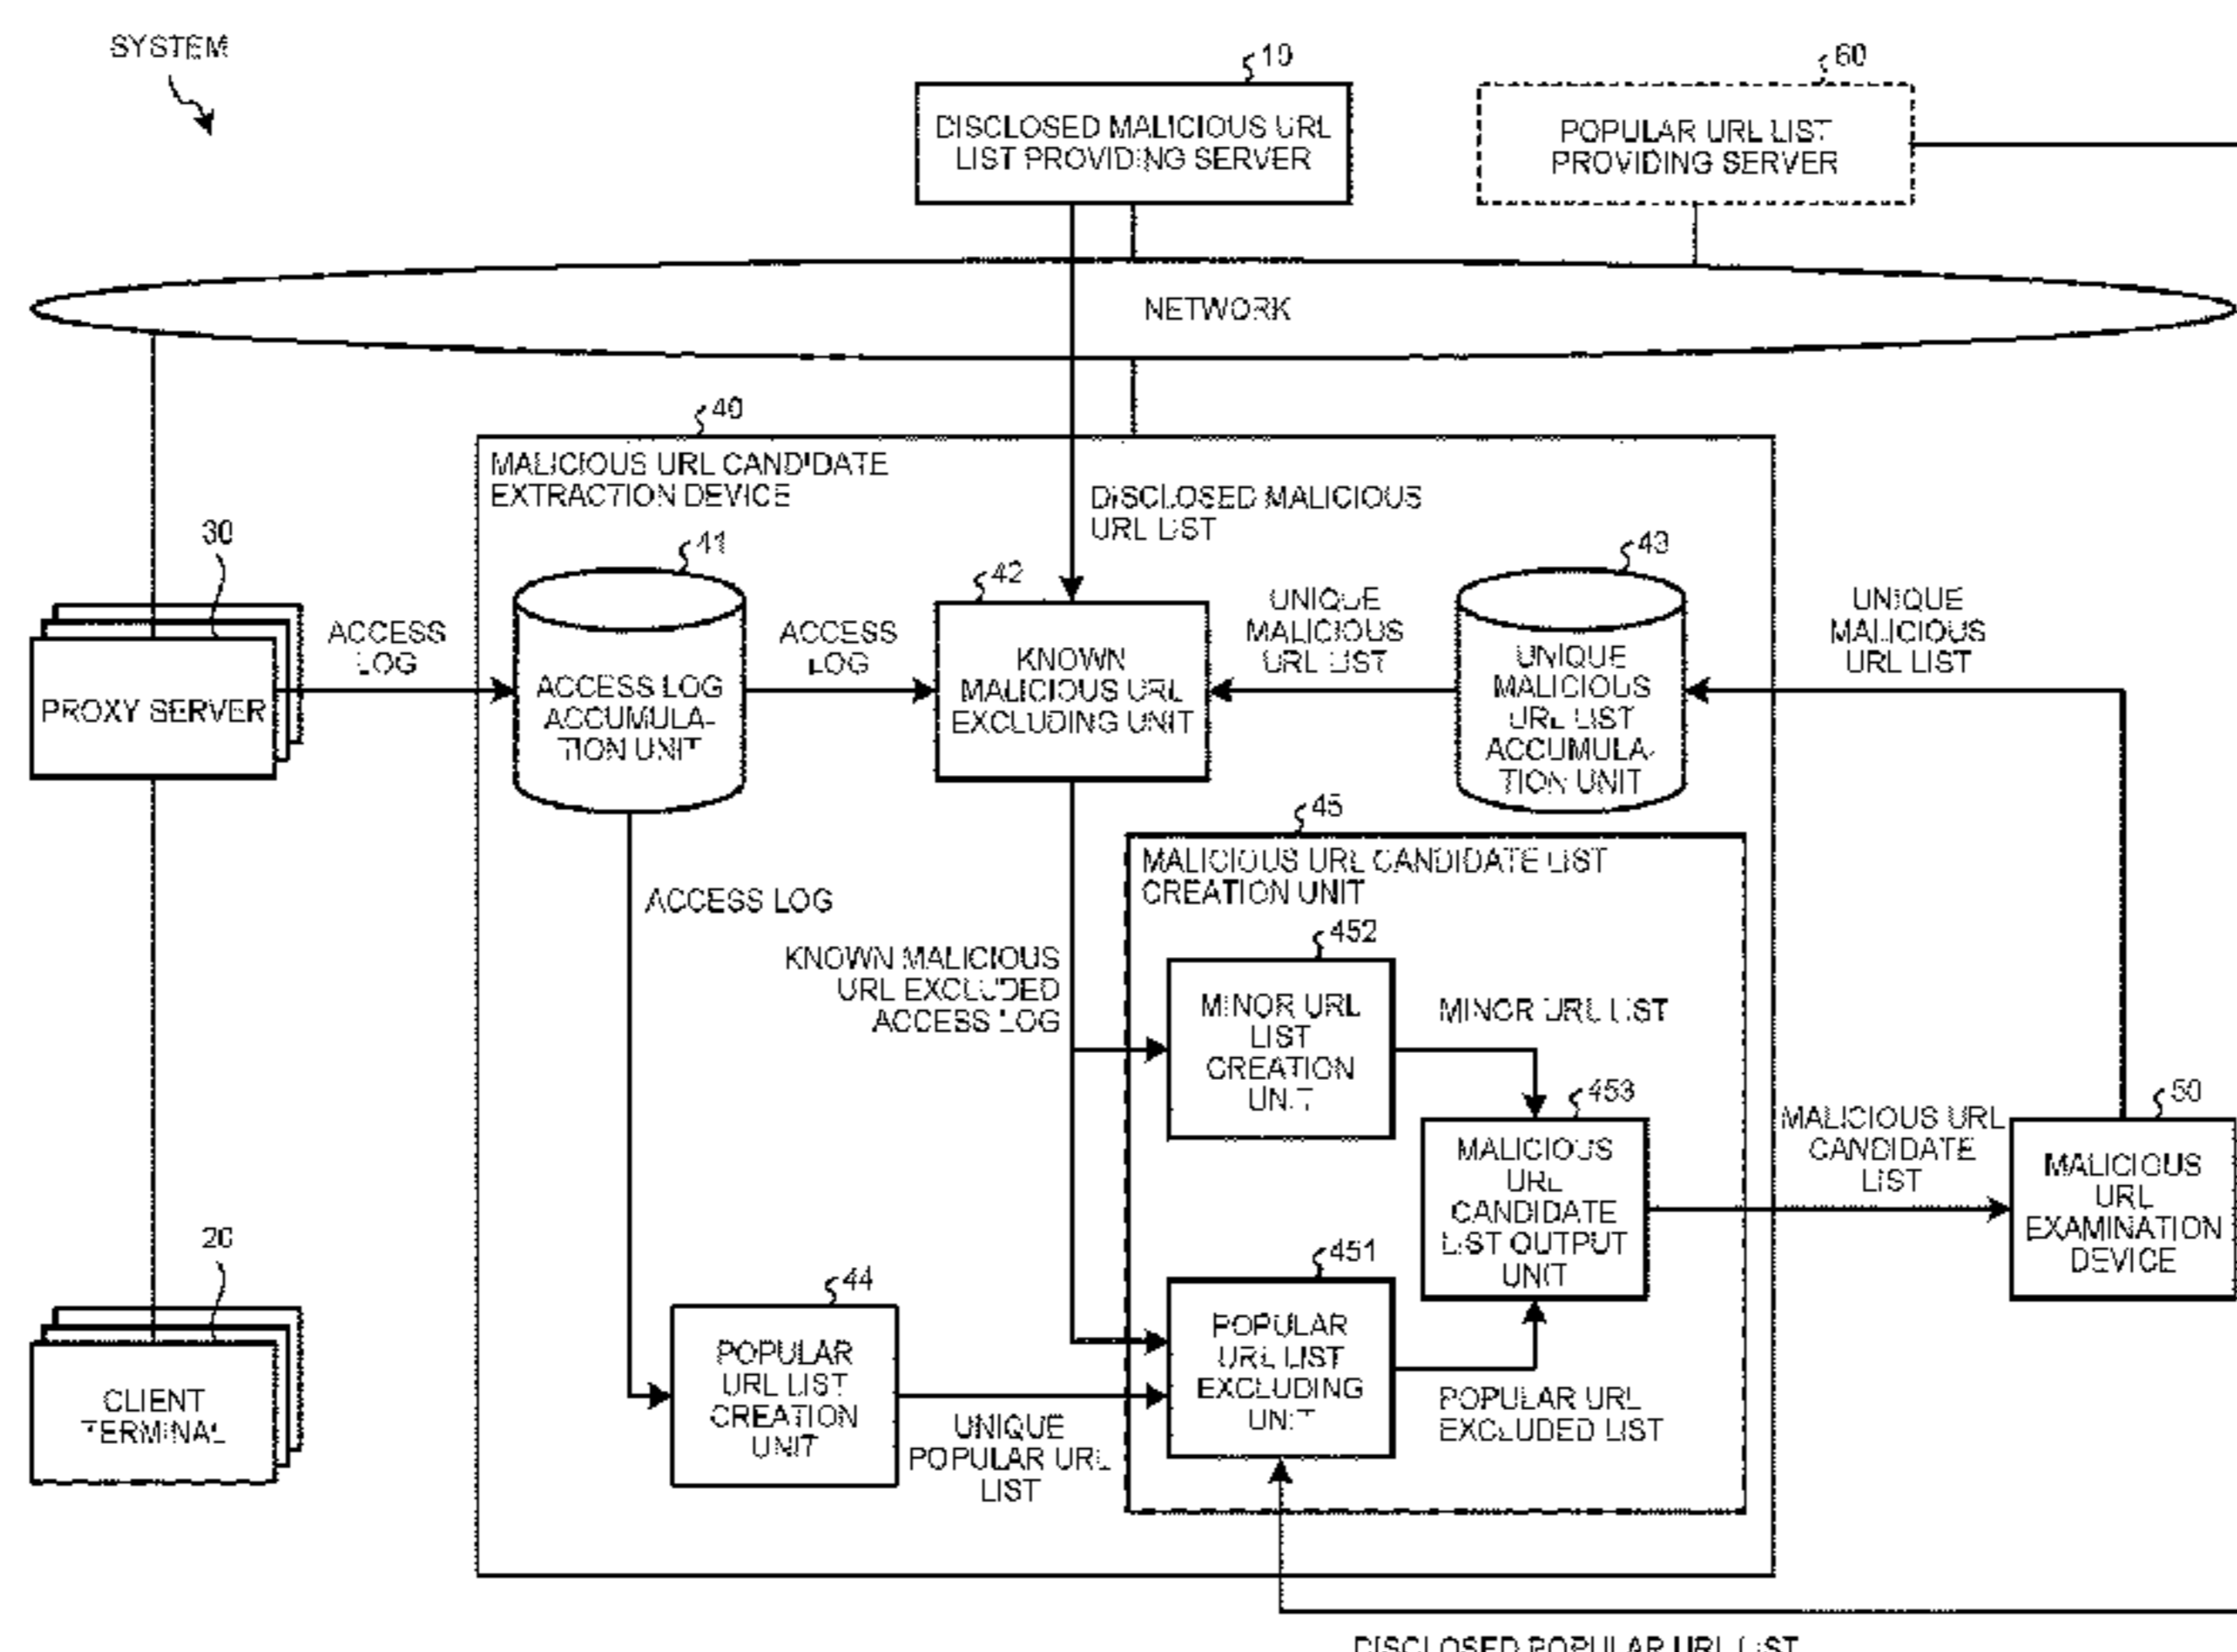 SYSTEM
10
DISCLOSED MALICIOUS URL
LIST PROVIDING SERVER
60
POPULAR URL LIST
PROVIDING SERVER
NETWORK
40
MALICIOUS URL CANDIDATE
EXTRACTION DEVICE
DISCLOSED MALICIOUS
URL LIST
30
PROXY SERVER
ACCESS
LOG
41
ACCESS LOG
ACCUMULA-
TION UNIT
ACCESS
LOG
42
KNOWN
MALICIOUS URL
EXCLUDING UNIT
UNIQUE
MALICIOUS
URL LIST
43
UNIQUE
MALICIOUS
URL LIST
ACCUMULA-
TION UNIT
UNIQUE
MALICIOUS
URL LIST
ACCESS LOG
KNOWN MALICIOUS
URL EXCLUDED
ACCESS LOG
45
MALICIOUS URL CANDIDATE LIST
CREATION UNIT
452
MINOR URL
LIST
CREATION
UNIT
MINOR URL LIST
453
MALICIOUS
URL
CANDIDATE
LIST OUTPUT
UNIT
MALICIOUS URL
CANDIDATE
LIST
50
MALICIOUS
URL
EXAMINATION
DEVICE
20
CLIENT
TERMINAL
44
POPULAR
URL LIST
CREATION
UNIT
UNIQUE
POPULAR URL
LIST
451
POPULAR
URL LIST
EXCLUDING
UNIT
POPULAR URL
EXCLUDED LIST
DISCLOSED POPULAR URL LIST